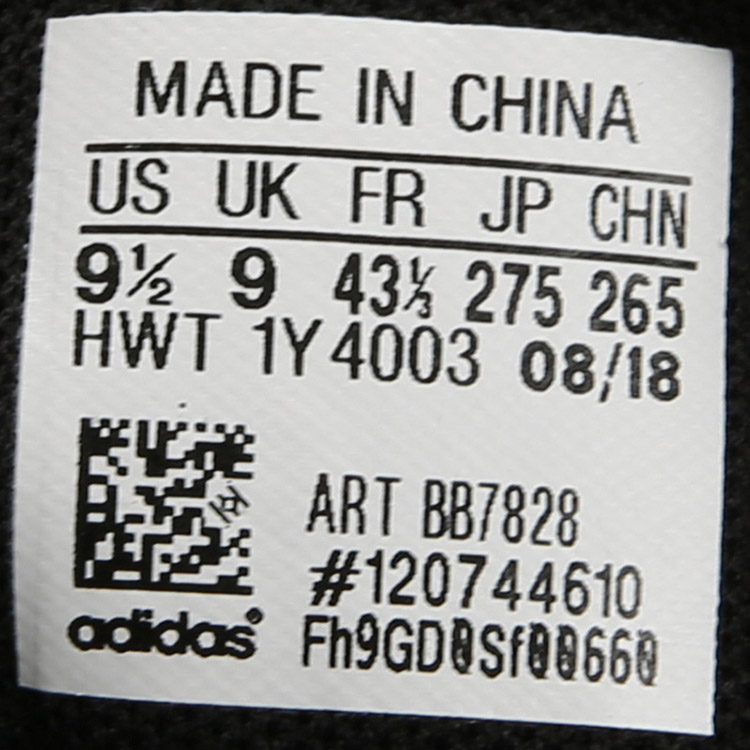 MADE IN CHINA
US UK FR JP CHN
9½ 9 43⅓ 275 265
HWT 1Y4003 08/18
ART BB7828
#120744610
adidas®
Fh9GD0Sf00660